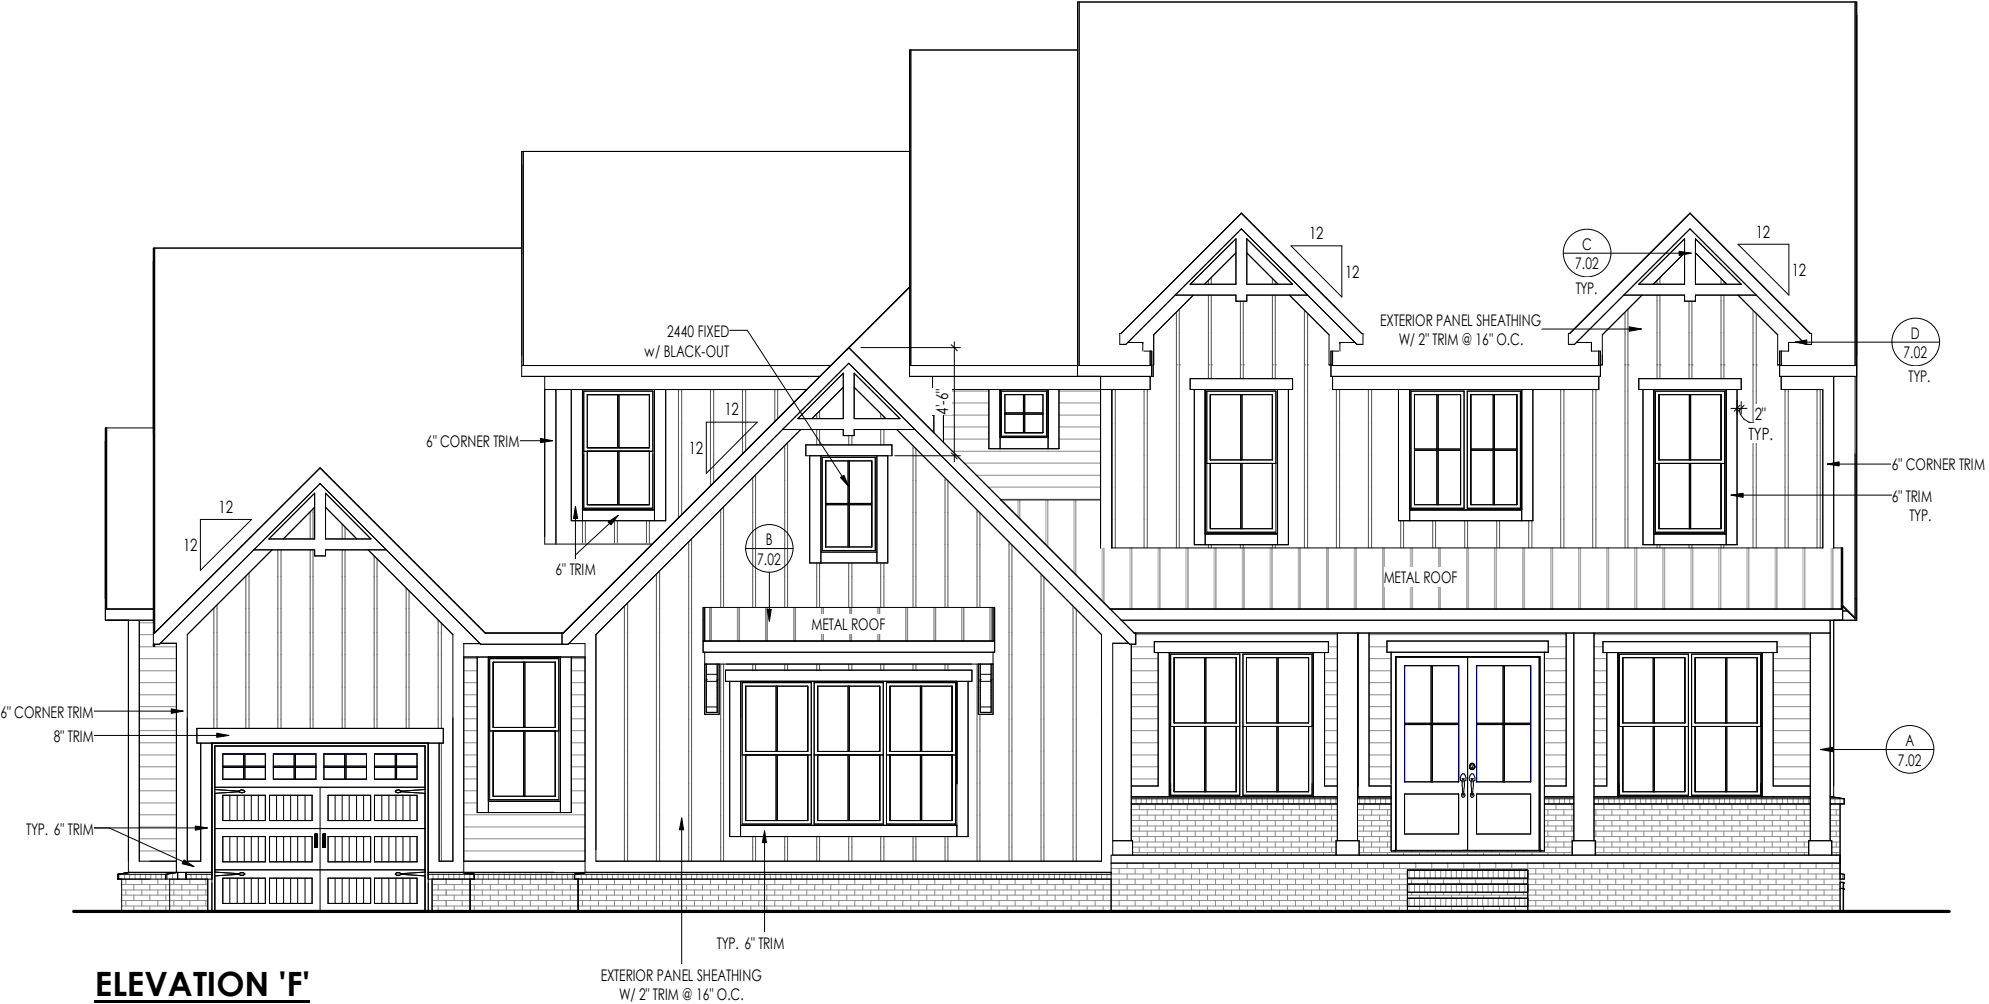 12
12
C
7.02
TYP.
12
12
EXTERIOR PANEL SHEATHING
W/ 2" TRIM @ 16" O.C.
D
7.02
TYP.
2440 FIXED
w/ BLACK-OUT
4'-6"
12
12
6" CORNER TRIM
2"
TYP.
6" CORNER TRIM
6" TRIM
TYP.
12
12
B
7.02
6" TRIM
METAL ROOF
METAL ROOF
6" CORNER TRIM
8" TRIM
A
7.02
TYP. 6" TRIM
TYP. 6" TRIM
EXTERIOR PANEL SHEATHING
W/ 2" TRIM @ 16" O.C.
ELEVATION 'F'